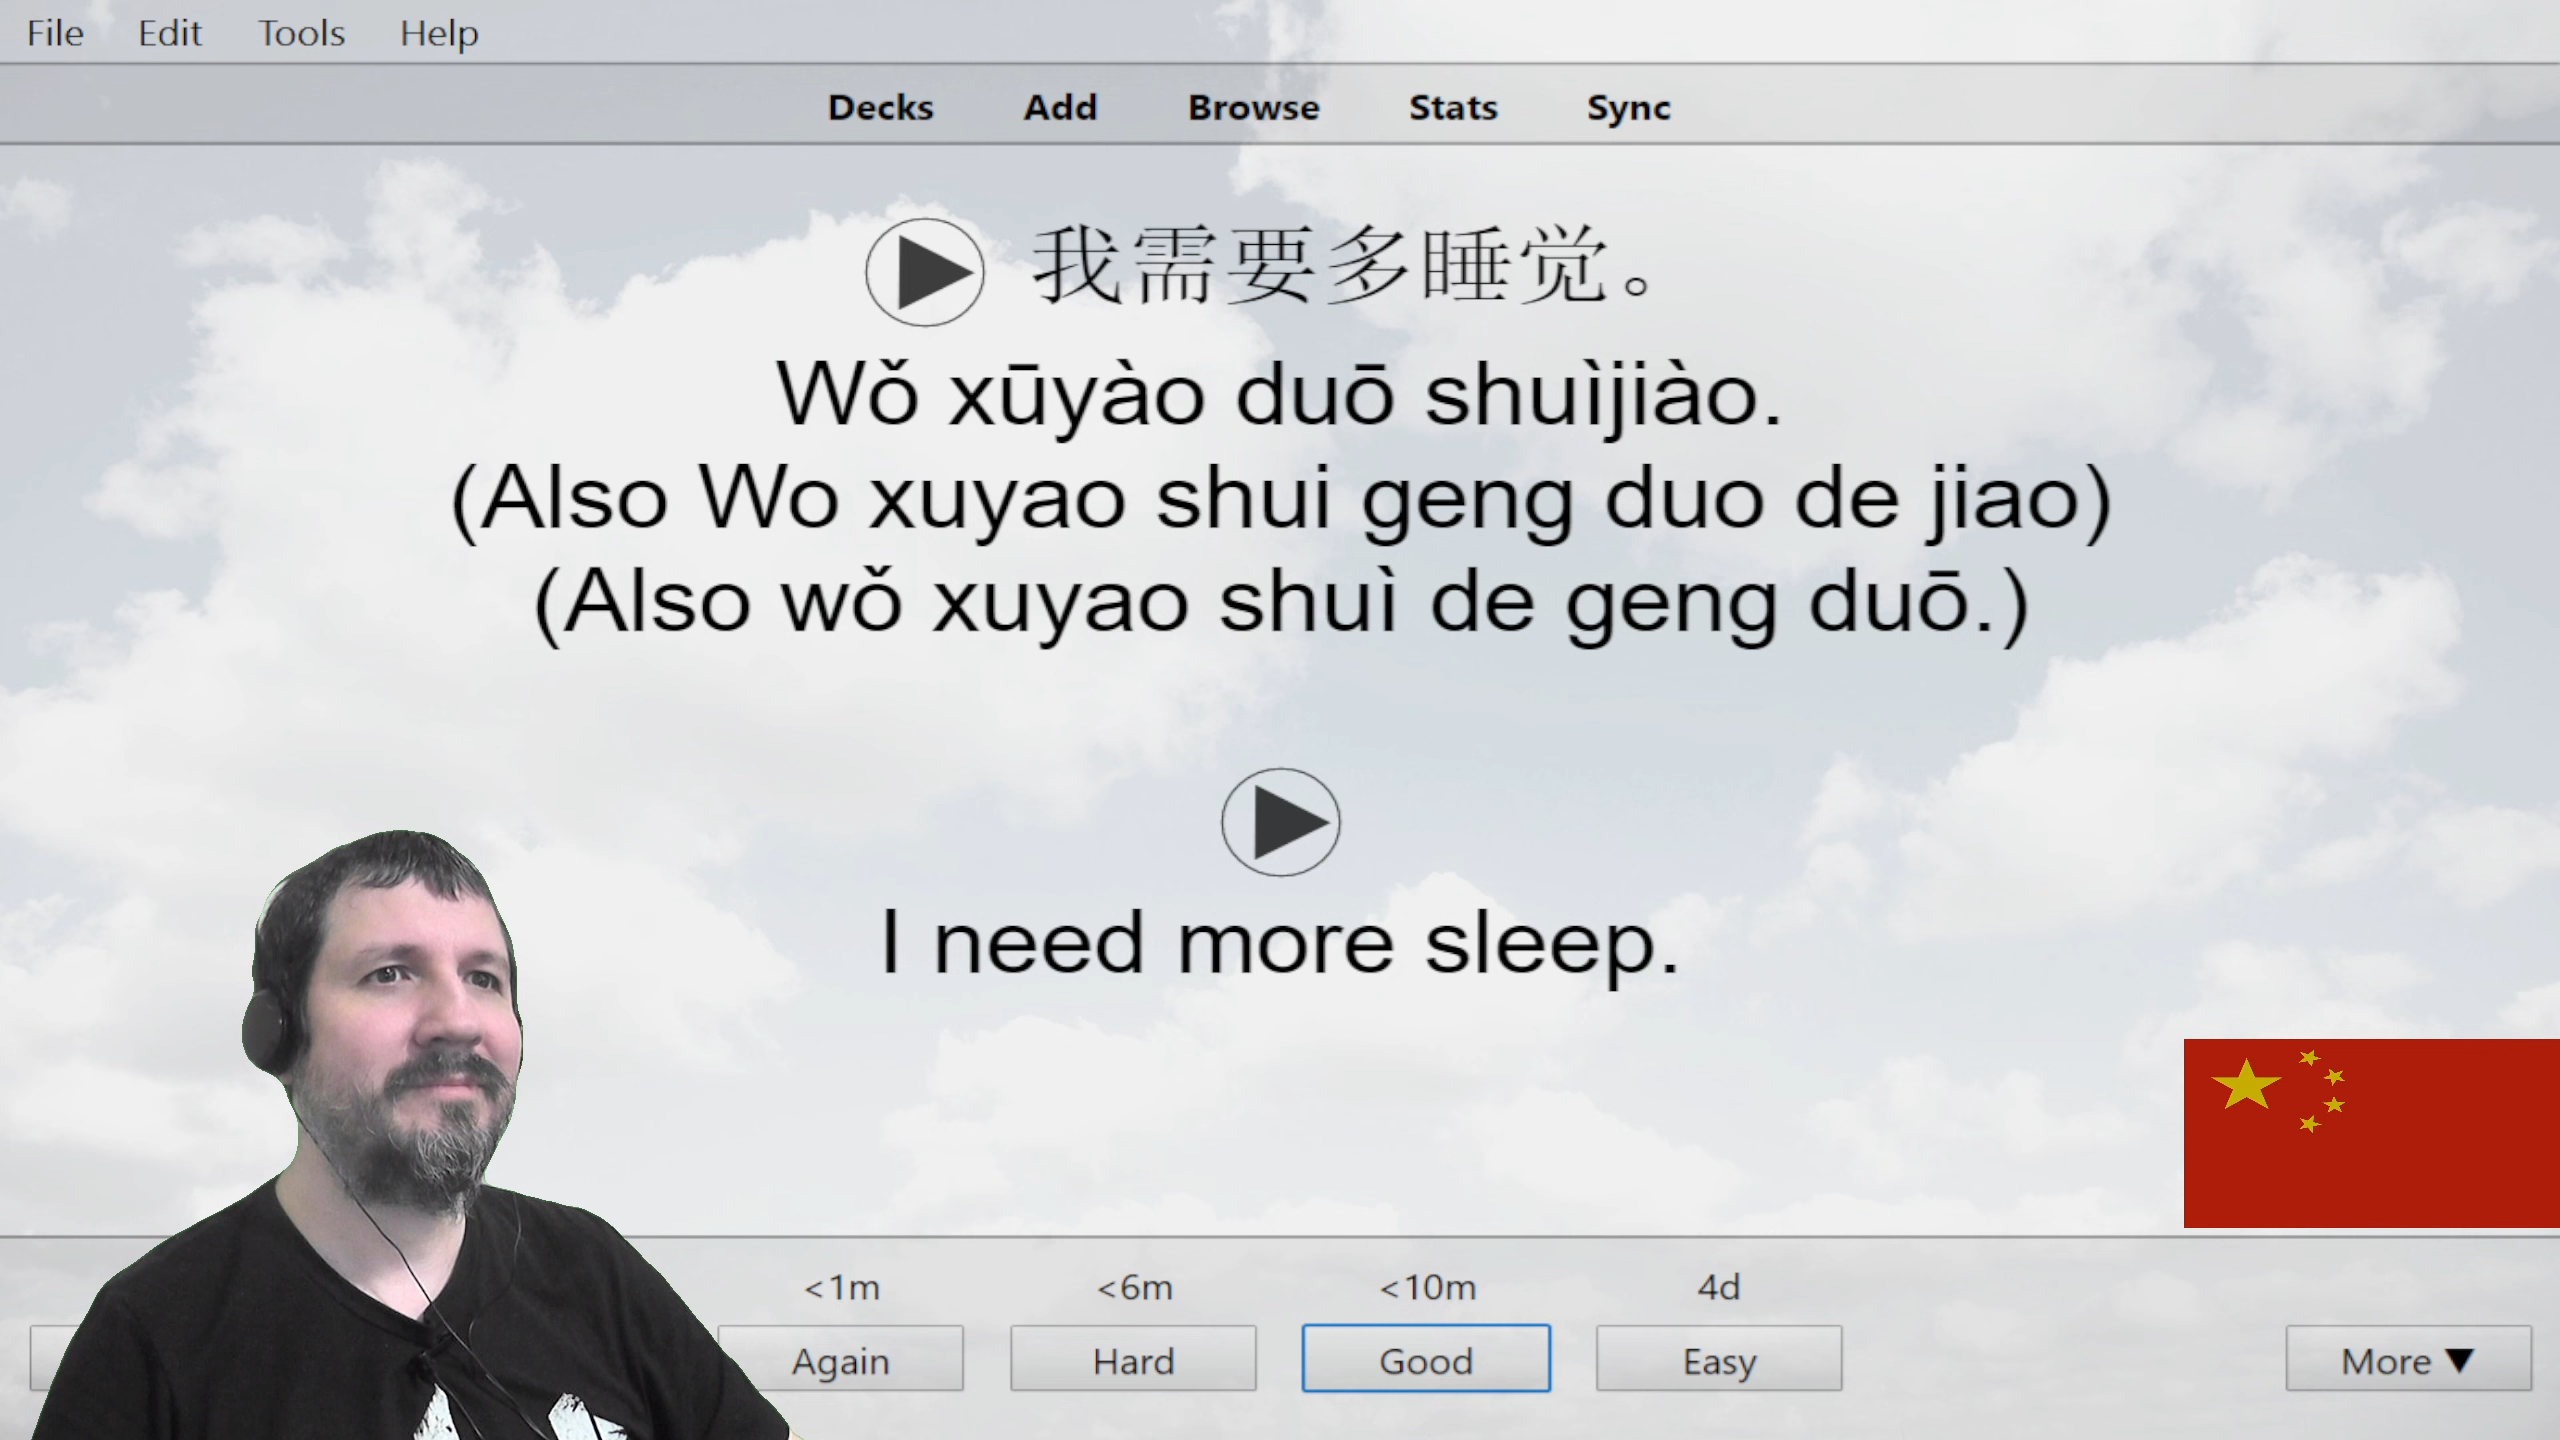 File Edit Tools Help
Decks Add Browse Stats Sync
我需要多睡觉。
Wǒ xūyào duō shuìjiào.
(Also Wo xuyao shui geng duo de jiao)
(Also wǒ xuyao shuì de geng duō.)
I need more sleep.
<1m <6m <10m 4d
Again Hard Good Easy More ▼